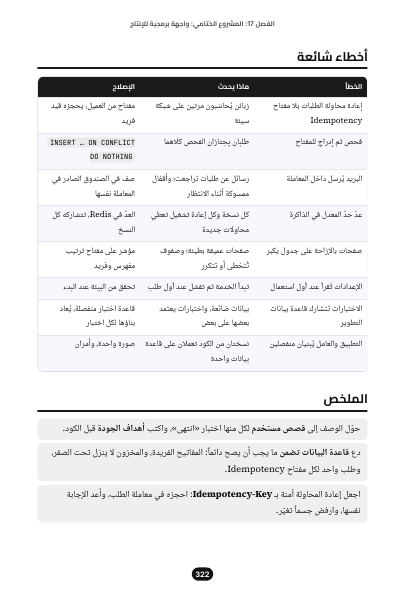 الفصل 17: المشروع الختامي: واجهة برمجية للإنتاج
أخطاء شائعة
الخطأ ماذا يحدث الإصلاح
إعادة محاولة الطلبات بلا مفتاح زبائن يُحاسَبون مرتين على شبكة مفتاح من العميل، يحجزه قيد
Idempotency سيئة فريد
فحص ثم إدراج للمفتاح طلبان يجتازان الفحص كلاهما INSERT … ON CONFLICT
DO NOTHING
البريد يُرسل داخل المعاملة رسائل عن طلبات تراجعت؛ وأقفال صف في الصندوق الصادر في
ممسوكة أثناء الانتظار المعاملة نفسها
عدّ حدّ المعدل في الذاكرة كل نسخة وكل إعادة تشغيل تعطي العدّ في Redis، تتشاركه كل
محاولات جديدة النسخ
صفحات بالإزاحة على جدول يكبر صفحات عميقة بطيئة؛ وصفوف مؤشر على مفتاح ترتيب
تُتخطى أو تتكرر مفهرس وفريد
الإعدادات تُقرأ عند أول استعمال تبدأ الخدمة ثم تفشل عند أول طلب تحقق من البيئة عند البدء
الاختبارات تتشارك قاعدة بيانات بيانات ضائعة، واختبارات يعتمد قاعدة اختبار منفصلة، يُعاد
التطوير بعضها على بعض بناؤها لكل اختبار
التطبيق والعامل يُبنيان منفصلين نسختان من الكود تعملان على قاعدة صورة واحدة، وأمران
بيانات واحدة
الملخص
حوّل الوصف إلى قصص مستخدم لكل منها اختبار «انتهى»، واكتب أهداف الجودة قبل الكود.
دع قاعدة البيانات تضمن ما يجب أن يصح دائماً: المفاتيح الفريدة، والمخزون لا ينزل تحت الصفر،
وطلب واحد لكل مفتاح Idempotency.
اجعل إعادة المحاولة آمنة بـ Idempotency-Key: احجزه في معاملة الطلب، وأعد الإجابة
نفسها، وارفض جسماً تغيّر.
322